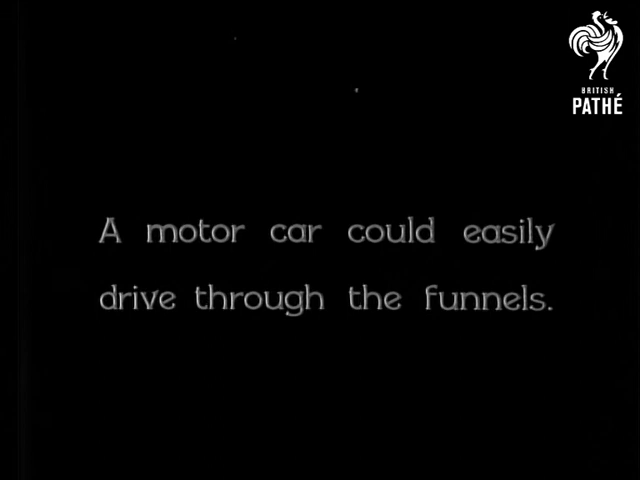 BRITISH
PATHÉ
A motor car could easily
drive through the funnels.